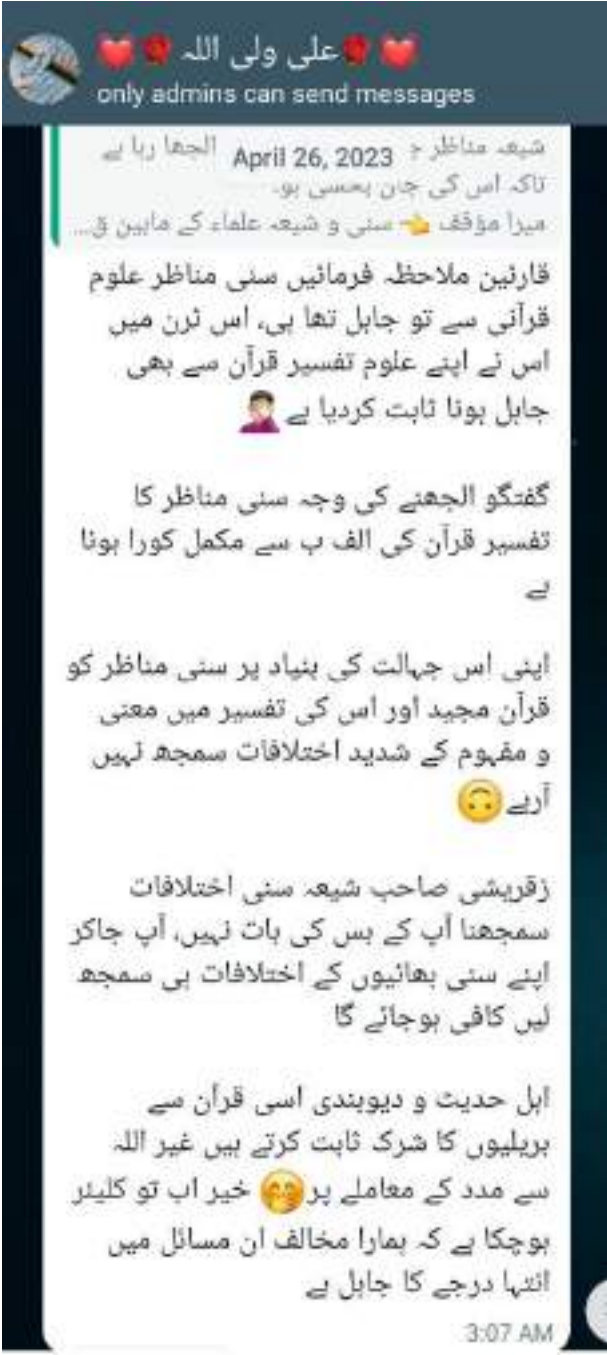 ❤️🌹علی ولی اللہ🌹❤️
only admins can send messages
April 26, 2023
شیعہ مناظر الجھا رہا ہے
تاکہ اس کی جان بخشی ہو۔
میرا مؤقف 👈 سنی و شیعہ علماء کے مابین ق...
قارئین ملاحظہ فرمائیں سنی مناظر علوم
قرآنی سے تو جاہل تھا ہی، اس ٹرن میں
اس نے اپنے علوم تفسیر قرآن سے بھی
جاہل ہونا ثابت کردیا ہے🤦🏻‍♂️
گفتگو الجھنے کی وجہ سنی مناظر کا
تفسیر قرآن کی الف ب سے مکمل کورا ہونا
ہے
اپنی اس جہالت کی بنیاد پر سنی مناظر کو
قرآن مجید اور اس کی تفسیر میں معنی
و مفہوم کے شدید اختلافات سمجھ نہیں
آرہے🙃
زقریشی صاحب شیعہ سنی اختلافات
سمجھنا آپ کے بس کی بات نہیں، آپ جاکر
اپنے سنی بھائیوں کے اختلافات ہی سمجھ
لیں کافی ہوجائے گا
اہل حدیث و دیوبندی اسی قرآن سے
بریلیوں کا شرک ثابت کرتے ہیں غیر اللہ
سے مدد کے معاملے پر🤭 خیر اب تو کلیئر
ہوچکا ہے کہ ہمارا مخالف ان مسائل میں
انتہا درجے کا جاہل ہے
3:07 AM